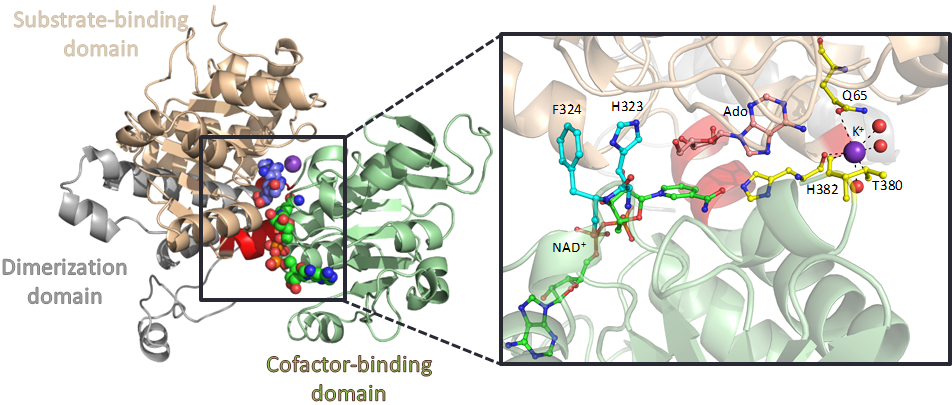 Substrate-binding
domain
Dimerization
domain
Cofactor-binding
domain
F324
H323
Ado
Q65
K⁺
H382
T380
NAD⁺